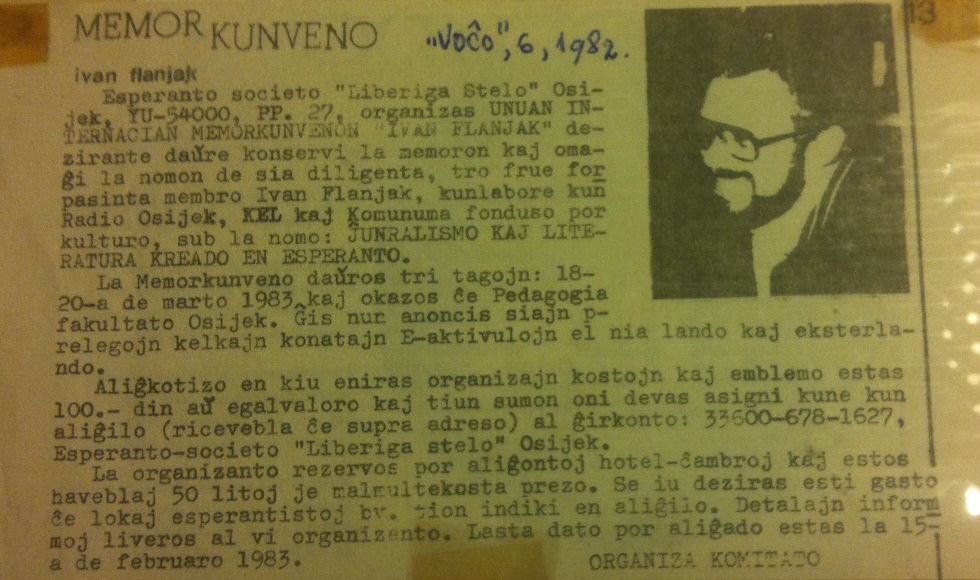 MEMORKUNVENO
"VOĈO", 6, 1982.
13
ivan flanjak
Esperanto societo "Liberiga Stelo" Osi-
jek, YU-54000, PP. 27, organizas UNUAN IN-
TERNACIAN MEMORKUNVENON "IVAN FLANJAK" de-
zirante daŭre konservi la memoron kaj oma-
ĝi la nomon de sia diligenta, tro frue for
pasinta membro Ivan Flanjak, kunlabore kun
Radio Osijek, KEL kaj Komunuma fonduso por
kulturo, sub la nomo: ĴUNRALISMO KAJ LITE-
RATURA KREADO EN ESPERANTO.
La Memorkunveno daŭros tri tagojn: 18-
20-a de marto 1983 kaj okazos ĉe Pedagogia
fakultato Osijek. Ĝis nun anoncis siajn p-
relegojn kelkajn konatajn E-aktivulojn el nia lando kaj eksterla-
ndo.
Aliĝkotizo en kiu eniras organizajn kostojn kaj emblemo estas
100.- din aŭ egalvaloro kaj tiun sumon oni devas asigni kune kun
aliĝilo (ricevebla ĉe supra adreso) al ĝirkonto: 33600-678-1627,
Esperanto-societo "Liberiga stelo" Osijek.
La organizanto rezervos por aliĝontoj hotel-ĉambroj kaj estos
haveblaj 50 litoj je malmultekosta prezo. Se iu deziras esti gasto
ĉe lokaj esperantistoj bv. tion indiki en aliĝilo. Detalajn inform
moj liveros al vi organizanto. Lasta dato por aliĝado estas la 15-
a de februaro 1983.
ORGANIZA KOMITATO